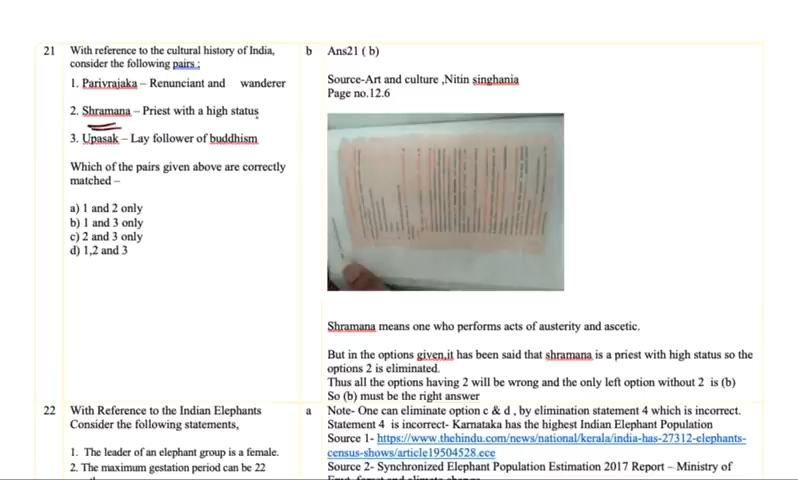 21 With reference to the cultural history of India, b Ans21 ( b)
consider the following pairs :
1. Parivrajaka – Renunciant and wanderer
2. Shramana – Priest with a high status
3. Upasak – Lay follower of buddhism
Which of the pairs given above are correctly
matched –
a) 1 and 2 only
b) 1 and 3 only
c) 2 and 3 only
d) 1,2 and 3
Source-Art and culture ,Nitin singhania
Page no.12.6
Shramana means one who performs acts of austerity and ascetic.
But in the options given,it has been said that shramana is a priest with high status so the
options 2 is eliminated.
Thus all the options having 2 will be wrong and the only left option without 2 is (b)
So (b) must be the right answer
22 With Reference to the Indian Elephants a
Consider the following statements,
1. The leader of an elephant group is a female.
2. The maximum gestation period can be 22
Note- One can eliminate option c & d , by elimination statement 4 which is incorrect.
Statement 4 is incorrect- Karnataka has the highest Indian Elephant Population
Source 1- https://www.thehindu.com/news/national/kerala/india-has-27312-elephants-
census-shows/article19504528.ece
Source 2- Synchronized Elephant Population Estimation 2017 Report – Ministry of